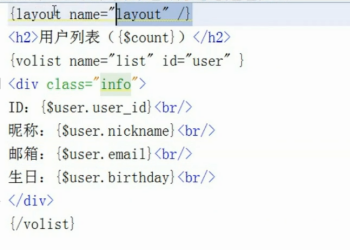 {layout name="layout" /}
<h2>用户列表（{$count}）</h2>
{volist name="list" id="user" }
<div class="info">
ID：{$user.user_id}<br/>
昵称：{$user.nickname}<br/>
邮箱：{$user.email}<br/>
生日：{$user.birthday}<br/>
</div>
{/volist}